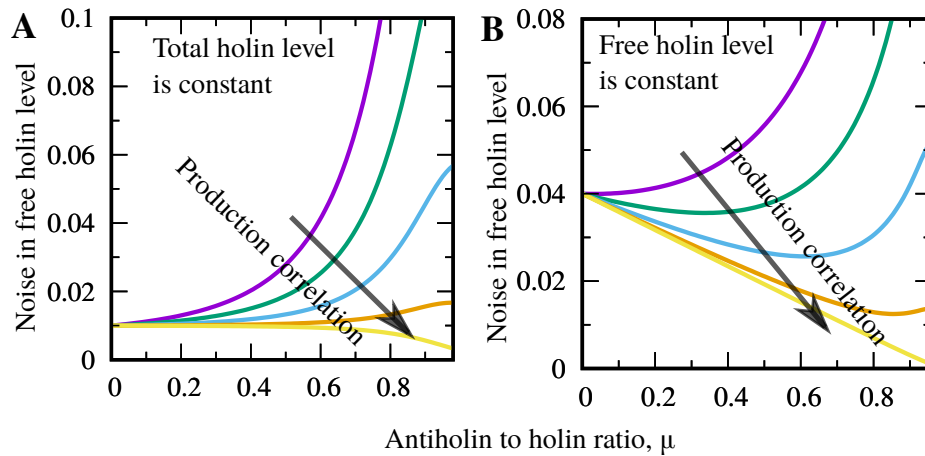 A
Total holin level
is constant
Noise in free holin level
0.1
0.08
0.06
0.04
0.02
0
Production correlation
0 0.2 0.4 0.6 0.8
B
Free holin level
is constant
Noise in free holin level
0.08
0.06
0.04
0.02
0
Production correlation
0 0.2 0.4 0.6 0.8
Antiholin to holin ratio, μ